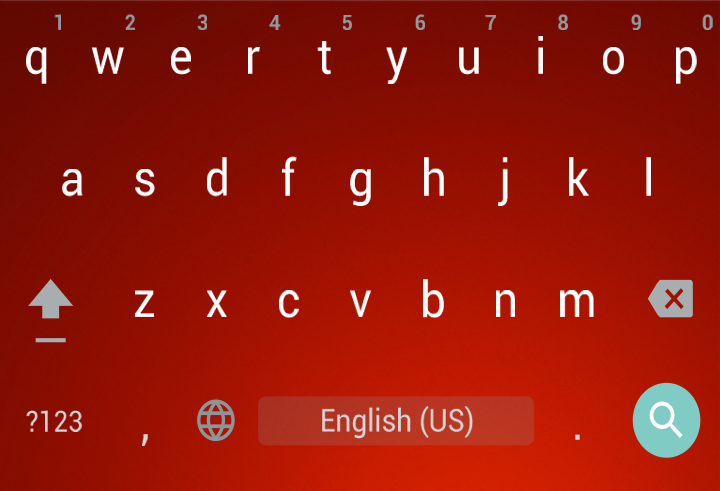 1 2 3 4 5 6 7 8 9 0
q w e r t y u i o p
a s d f g h j k l
z x c v b n m
?123 , English (US) .